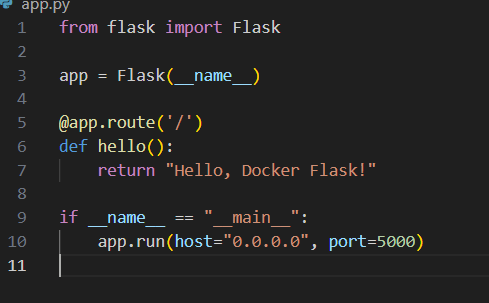 app.py
1 from flask import Flask
2
3 app = Flask(__name__)
4
5 @app.route('/')
6 def hello():
7     return "Hello, Docker Flask!"
8
9 if __name__ == "__main__":
10     app.run(host="0.0.0.0", port=5000)
11